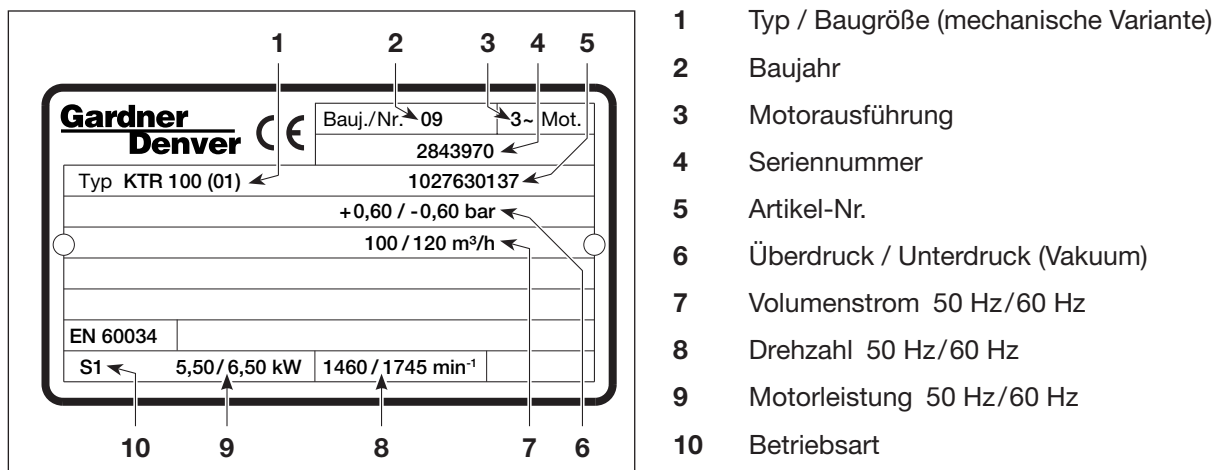 1 2 3 4 5
Gardner
Denver
CE
Bauj./Nr. 09
3~ Mot.
2843970
Typ KTR 100 (01)
1027630137
+0,60 / -0,60 bar
100 / 120 m³/h
EN 60034
S1
5,50/6,50 kW
1460 / 1745 min⁻¹
10 9 8 7 6
1 Typ / Baugröße (mechanische Variante)
2 Baujahr
3 Motorausführung
4 Seriennummer
5 Artikel-Nr.
6 Überdruck / Unterdruck (Vakuum)
7 Volumenstrom 50 Hz/60 Hz
8 Drehzahl 50 Hz/60 Hz
9 Motorleistung 50 Hz/60 Hz
10 Betriebsart